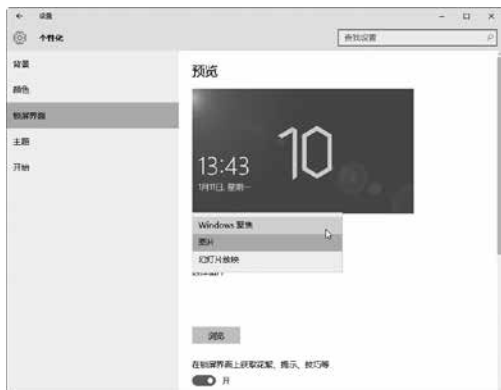 设置
个性化
查找设置
背景
颜色
锁屏界面
主题
开始
预览
10
13:43
1月11日, 星期一
Windows 聚焦
图片
幻灯片放映
浏览
在锁屏界面上获取花絮、提示、技巧等
开